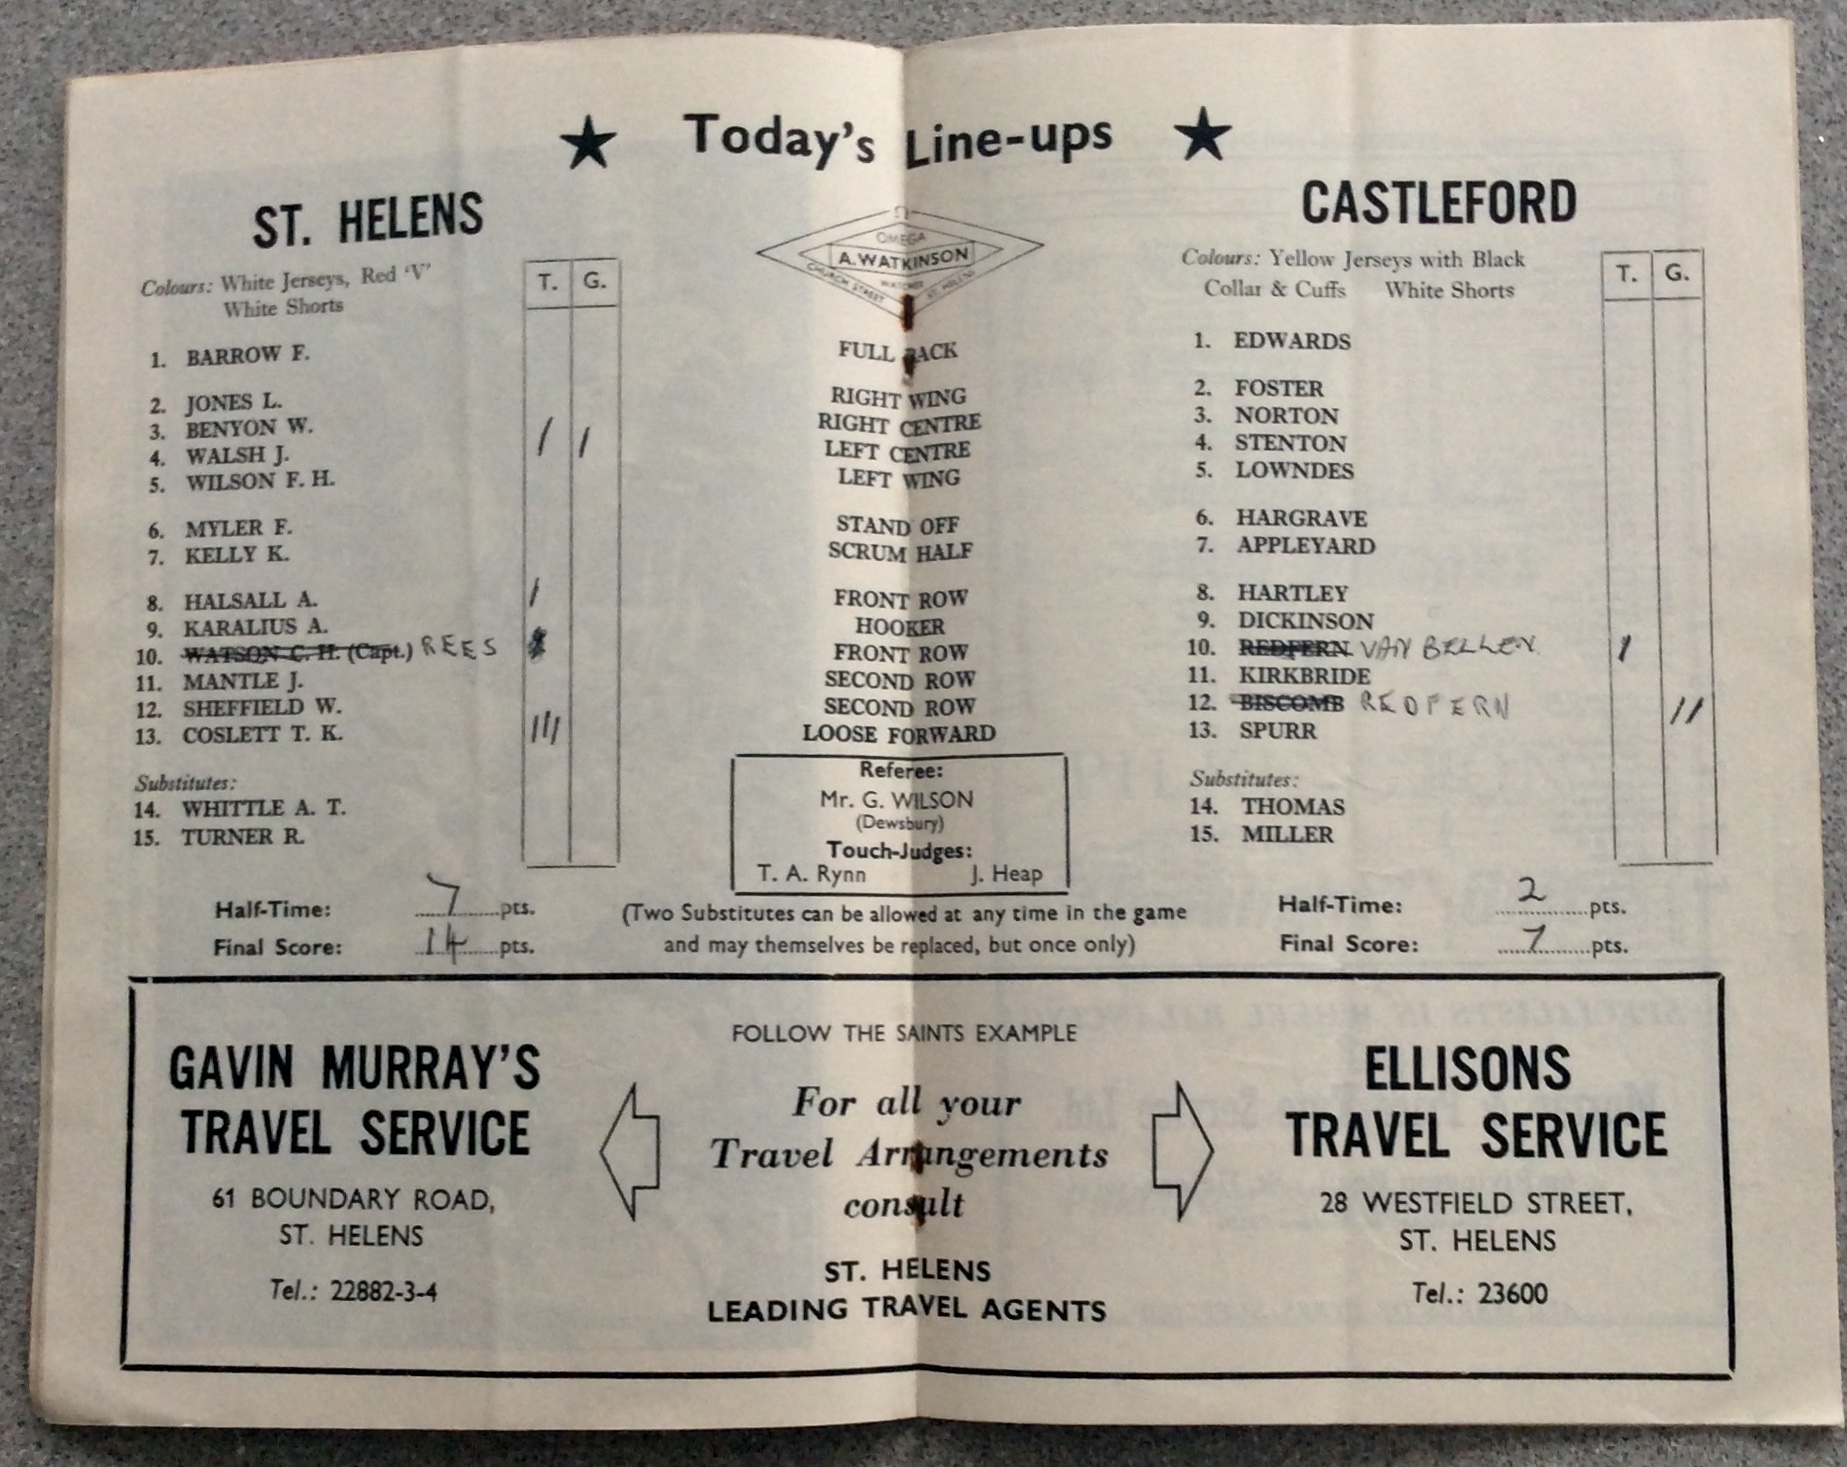 ★ Today's Line-ups ★
ST. HELENS
Colours: White Jerseys, Red 'V'
White Shorts
T. G.
1. BARROW F.
2. JONES L.
3. BENYON W.
4. WALSH J. / /
5. WILSON F. H.
6. MYLER F.
7. KELLY K.
8. HALSALL A. /
9. KARALIUS A.
10. WATSON C. H. (Capt.) REES
11. MANTLE J.
12. SHEFFIELD W.
13. COSLETT T. K. ///
Substitutes:
14. WHITTLE A. T.
15. TURNER R.
Half-Time: 7 pts.
Final Score: 14 pts.
OMEGA
A. WATKINSON
WATCHES
CHURCH STREET ST. HELENS
FULL BACK
RIGHT WING
RIGHT CENTRE
LEFT CENTRE
LEFT WING
STAND OFF
SCRUM HALF
FRONT ROW
HOOKER
FRONT ROW
SECOND ROW
SECOND ROW
LOOSE FORWARD
Referee:
Mr. G. WILSON
(Dewsbury)
Touch-Judges:
T. A. Rynn J. Heap
(Two Substitutes can be allowed at any time in the game
and may themselves be replaced, but once only)
CASTLEFORD
Colours: Yellow Jerseys with Black
Collar & Cuffs White Shorts
T. G.
1. EDWARDS
2. FOSTER
3. NORTON
4. STENTON
5. LOWNDES
6. HARGRAVE
7. APPLEYARD
8. HARTLEY
9. DICKINSON
10. REDFERN VAN BELLEN /
11. KIRKBRIDE
12. BISCOMB REDFERN //
13. SPURR
Substitutes:
14. THOMAS
15. MILLER
Half-Time: 2 pts.
Final Score: 7 pts.
GAVIN MURRAY'S
TRAVEL SERVICE
61 BOUNDARY ROAD,
ST. HELENS
Tel.: 22882-3-4
FOLLOW THE SAINTS EXAMPLE
For all your
Travel Arrangements
consult
ST. HELENS
LEADING TRAVEL AGENTS
ELLISONS
TRAVEL SERVICE
28 WESTFIELD STREET,
ST. HELENS
Tel.: 23600